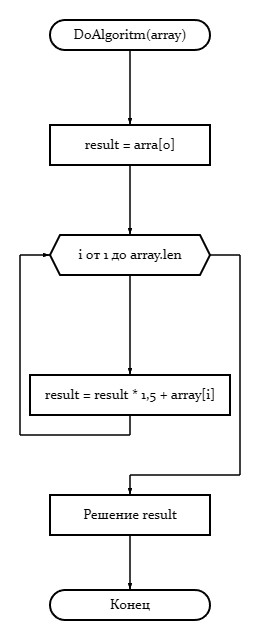 DoAlgoritm(array)
result = arra[0]
i от 1 до array.len
result = result * 1,5 + array[i]
Решение result
Конец